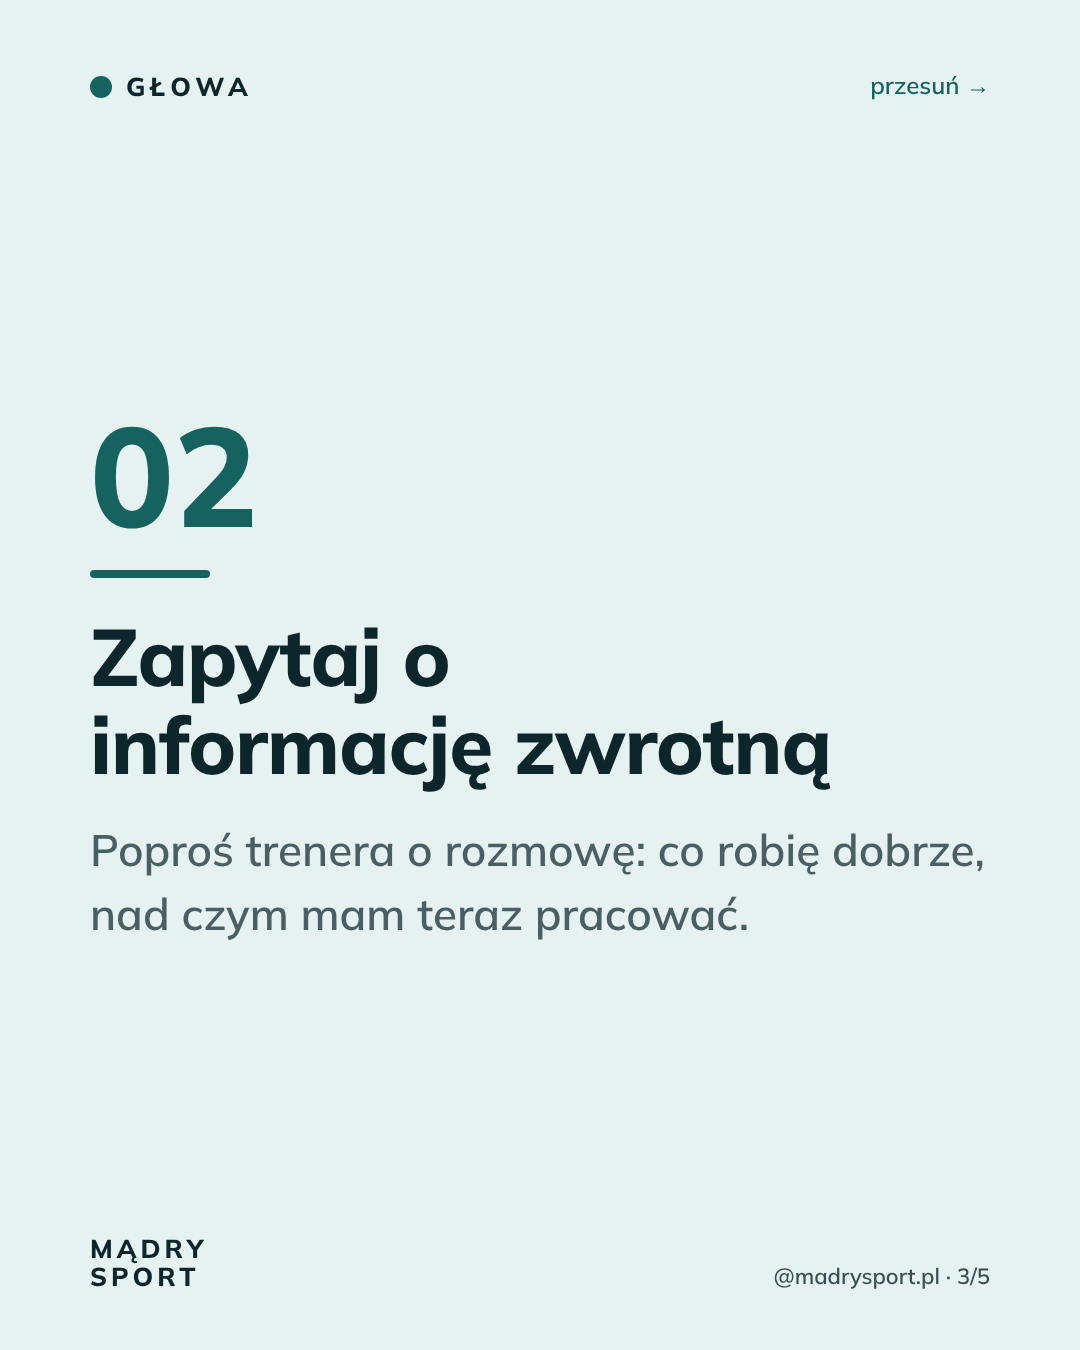 GŁOWA
przesuń →
02
Zapytaj o
informację zwrotną
Poproś trenera o rozmowę: co robię dobrze,
nad czym mam teraz pracować.
MĄDRY
SPORT
@madrysport.pl · 3/5